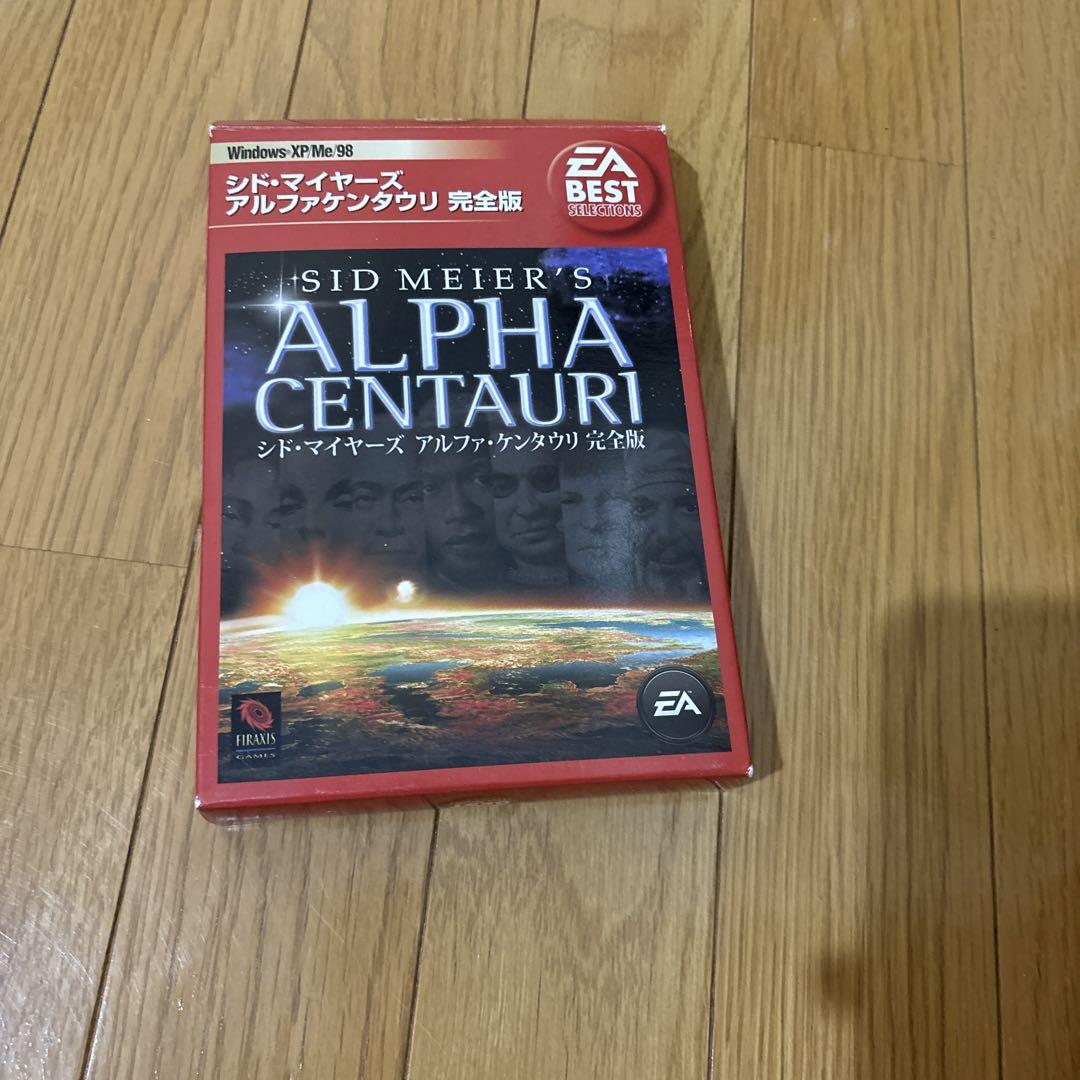 Windows®XP/Me/98
シド・マイヤーズ
アルファケンタウリ 完全版
EA
BEST
SELECTIONS
SID MEIER'S
ALPHA
CENTAURI
シド・マイヤーズ アルファ・ケンタウリ 完全版
FIRAXIS
GAMES
EA™